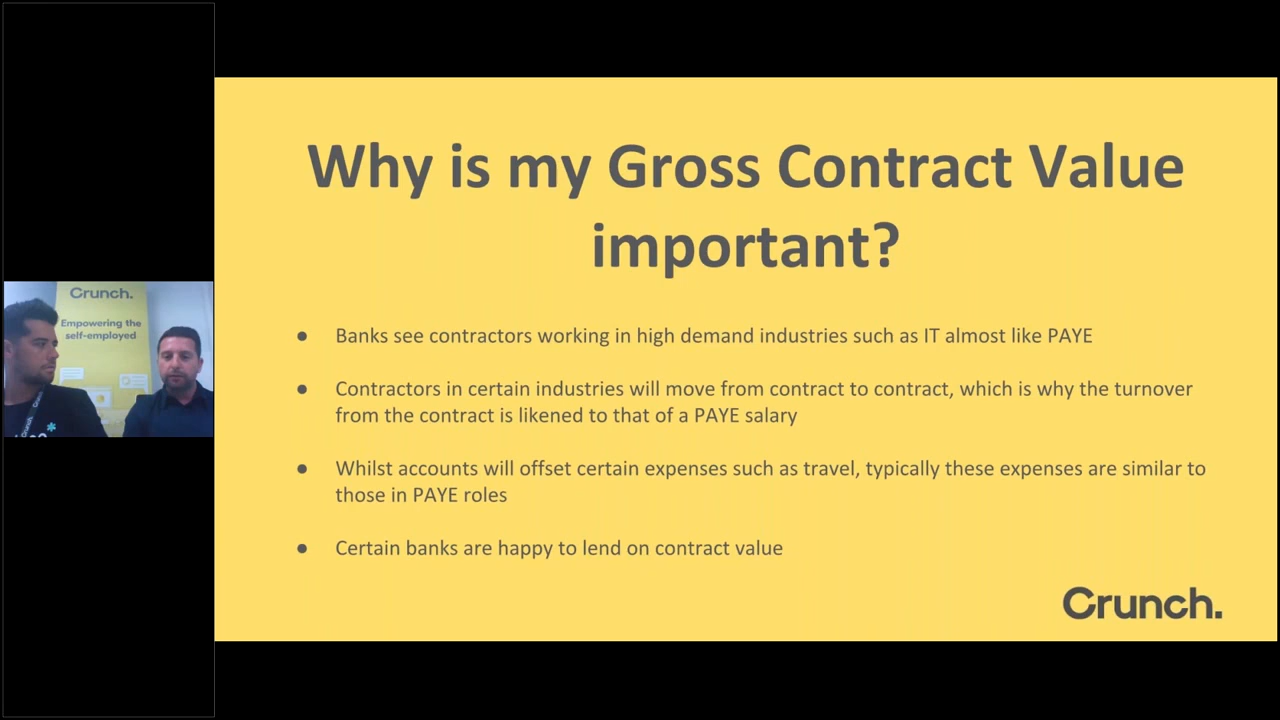 Why is my Gross Contract Value
important?
● Banks see contractors working in high demand industries such as IT almost like PAYE
● Contractors in certain industries will move from contract to contract, which is why the turnover
from the contract is likened to that of a PAYE salary
● Whilst accounts will offset certain expenses such as travel, typically these expenses are similar to
those in PAYE roles
● Certain banks are happy to lend on contract value
Crunch.
Crunch.
Empowering the
self-employed
Crunch.